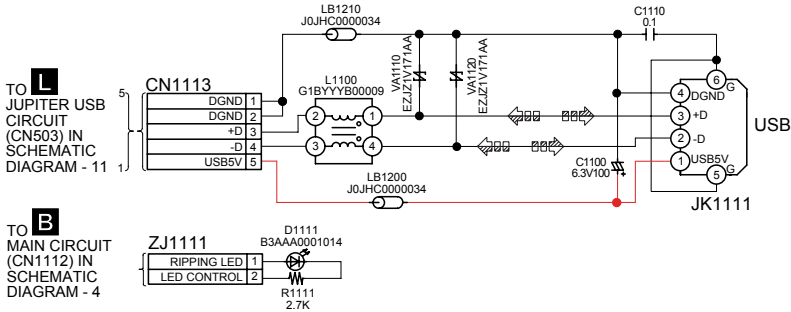 LB1210
J0JHC0000034
C1110
0.1
VA1110
EZJZ1V171AA
VA1120
EZJZ1V171AA
TO L
JUPITER USB
CIRCUIT
(CN503) IN
SCHEMATIC
DIAGRAM - 11
5
1
CN1113
DGND 1
DGND 2
+D 3
-D 4
USB5V 5
L1100
G1BYYYB00009
2 1
3 4
6 G
4 DGND
3 +D
2 -D
1 USB5V
5 G
USB
JK1111
C1100
6.3V100
+
LB1200
J0JHC0000034
TO B
MAIN CIRCUIT
(CN1112) IN
SCHEMATIC
DIAGRAM - 4
ZJ1111
RIPPING LED 1
LED CONTROL 2
D1111
B3AAA0001014
R1111
2.7K